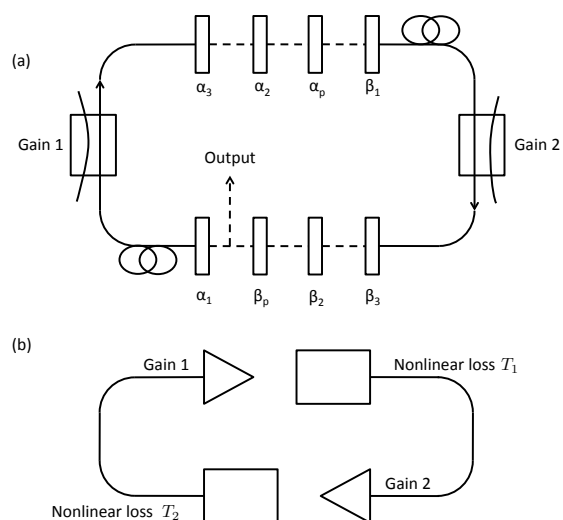 (a)
α₃ α₂ αₚ β₁
Gain 1
Gain 2
Output
α₁ βₚ β₂ β₃
(b)
Gain 1
Nonlinear loss T₁
Gain 2
Nonlinear loss T₂